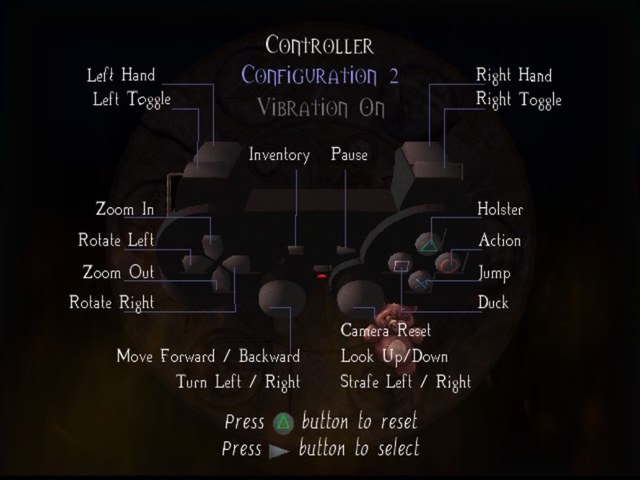 Controller
Configuration 2
Vibration On
Left Hand
Right Hand
Left Toggle
Right Toggle
Inventory
Pause
Zoom In
Holster
Rotate Left
Action
Zoom Out
Jump
Rotate Right
Duck
Camera Reset
Move Forward / Backward
Look Up/Down
Turn Left / Right
Strafe Left / Right
Press button to reset
Press button to select